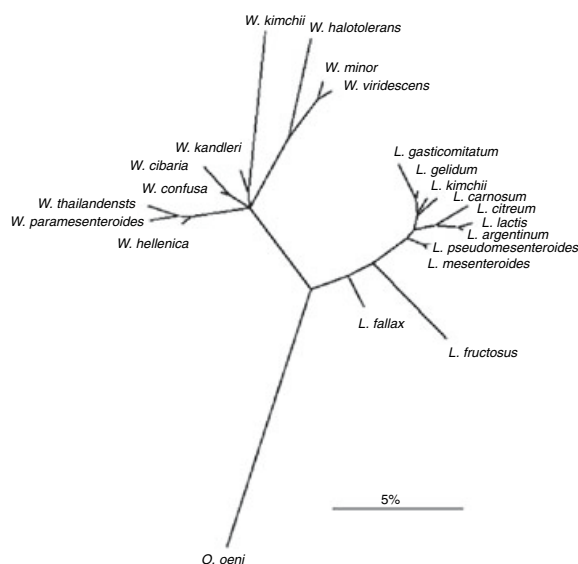 W. kimchii
W. halotolerans
W. minor
W. viridescens
W. kandleri
W. cibaria
W. confusa
W. thailandensts
W. paramesenteroides
W. hellenica
L. gasticomitatum
L. gelidum
L. kimchii
L. carnosum
L. citreum
L. lactis
L. argentinum
L. pseudomesenteroides
L. mesenteroides
L. fallax
L. fructosus
5%
O. oeni